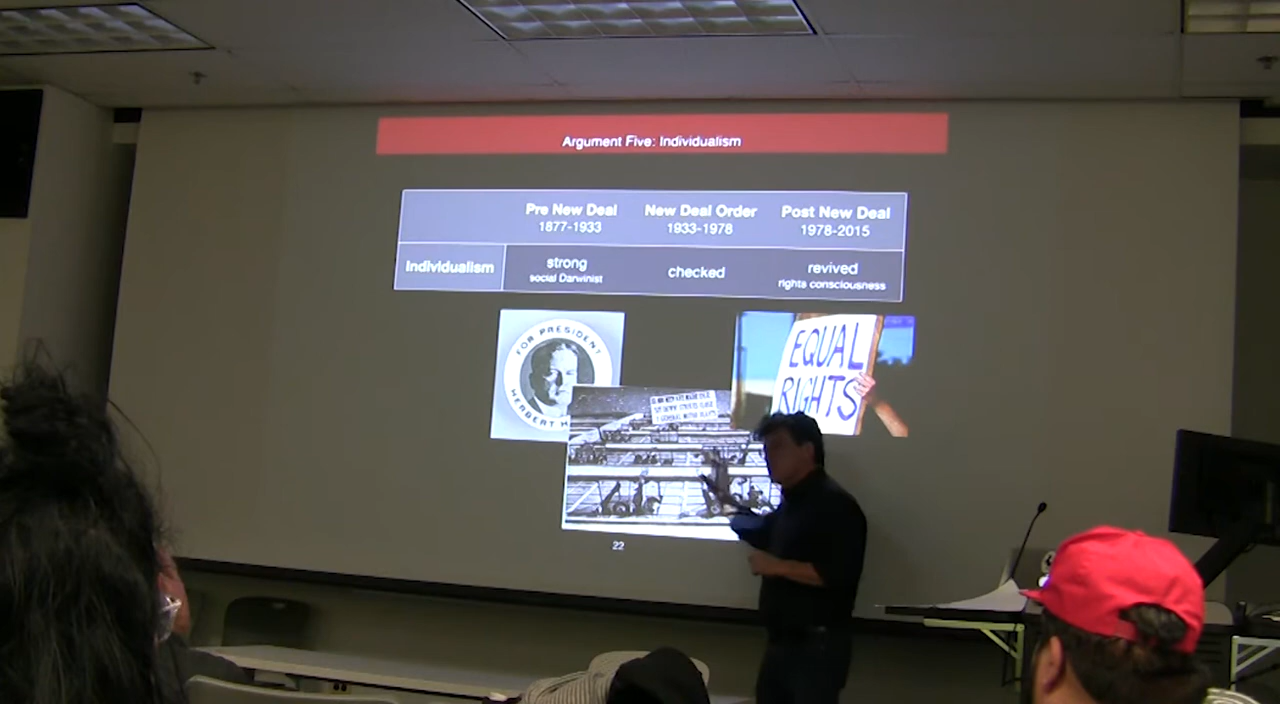 Argument Five: Individualism
Pre New Deal
1877-1933
New Deal Order
1933-1978
Post New Deal
1978-2015
Individualism
strong
social Darwinist
checked
revived
rights consciousness
FOR PRESIDENT
HERBERT H
EQUAL
RIGHTS
22